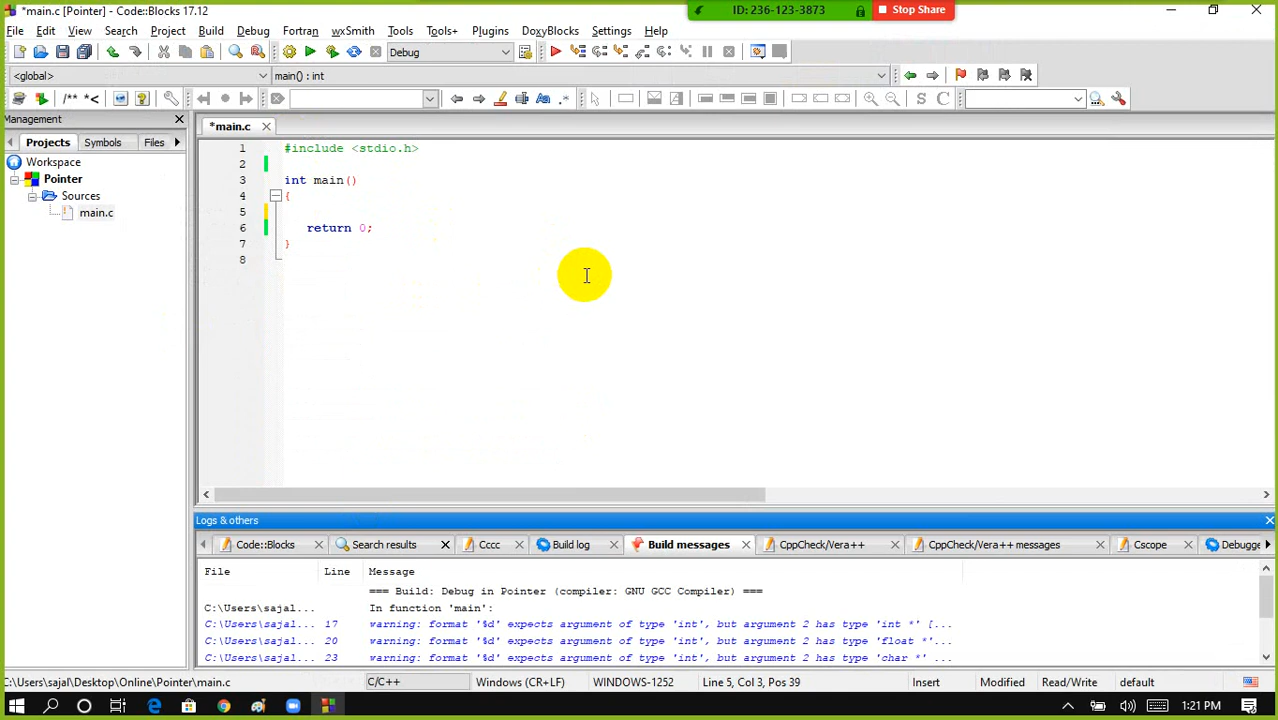 *main.c [Pointer] - Code::Blocks 17.12
ID: 236-123-3873 Stop Share
File Edit View Search Project Build Debug Fortran wxSmith Tools Tools+ Plugins DoxyBlocks Settings Help
Debug
<global> main() : int
/** *< .* S C
Management
*main.c
Projects Symbols Files
Workspace
Pointer
Sources
main.c
1 #include <stdio.h>
2
3 int main()
4 {
5
6 return 0;
7 }
8
Logs & others
Code::Blocks Search results Cccc Build log Build messages CppCheck/Vera++ CppCheck/Vera++ messages Cscope Debugge
File Line Message
=== Build: Debug in Pointer (compiler: GNU GCC Compiler) ===
C:\Users\sajal... In function 'main':
C:\Users\sajal... 17 warning: format '%d' expects argument of type 'int', but argument 2 has type 'int *' [...
C:\Users\sajal... 20 warning: format '%d' expects argument of type 'int', but argument 2 has type 'float *'...
C:\Users\sajal... 23 warning: format '%d' expects argument of type 'int', but argument 2 has type 'char *' ...
C:\Users\sajal\Desktop\Online\Pointer\main.c C/C++ Windows (CR+LF) WINDOWS-1252 Line 5, Col 3, Pos 39 Insert Modified Read/Write default
1:21 PM